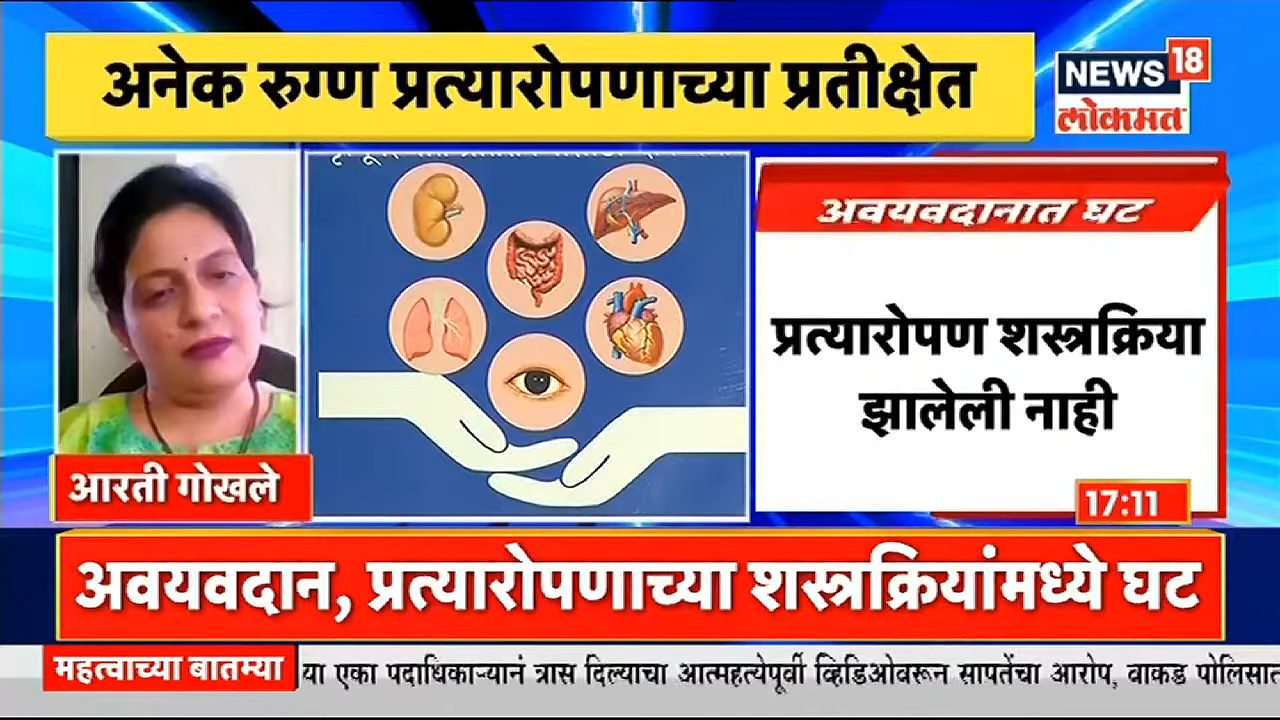 अनेक रुग्ण प्रत्यारोपणाच्या प्रतीक्षेत
NEWS 18
लोकमत
अवयवदानात घट
प्रत्यारोपण शस्त्रक्रिया
झालेली नाही
आरती गोखले
17:11
अवयवदान, प्रत्यारोपणाच्या शस्त्रक्रियांमध्ये घट
महत्वाच्या बातम्या
या एका पदाधिकाऱ्यानं त्रास दिल्याचा आत्महत्येपूर्वी व्हिडिओवरून सापतेंचा आरोप, वाकड पोलिसात